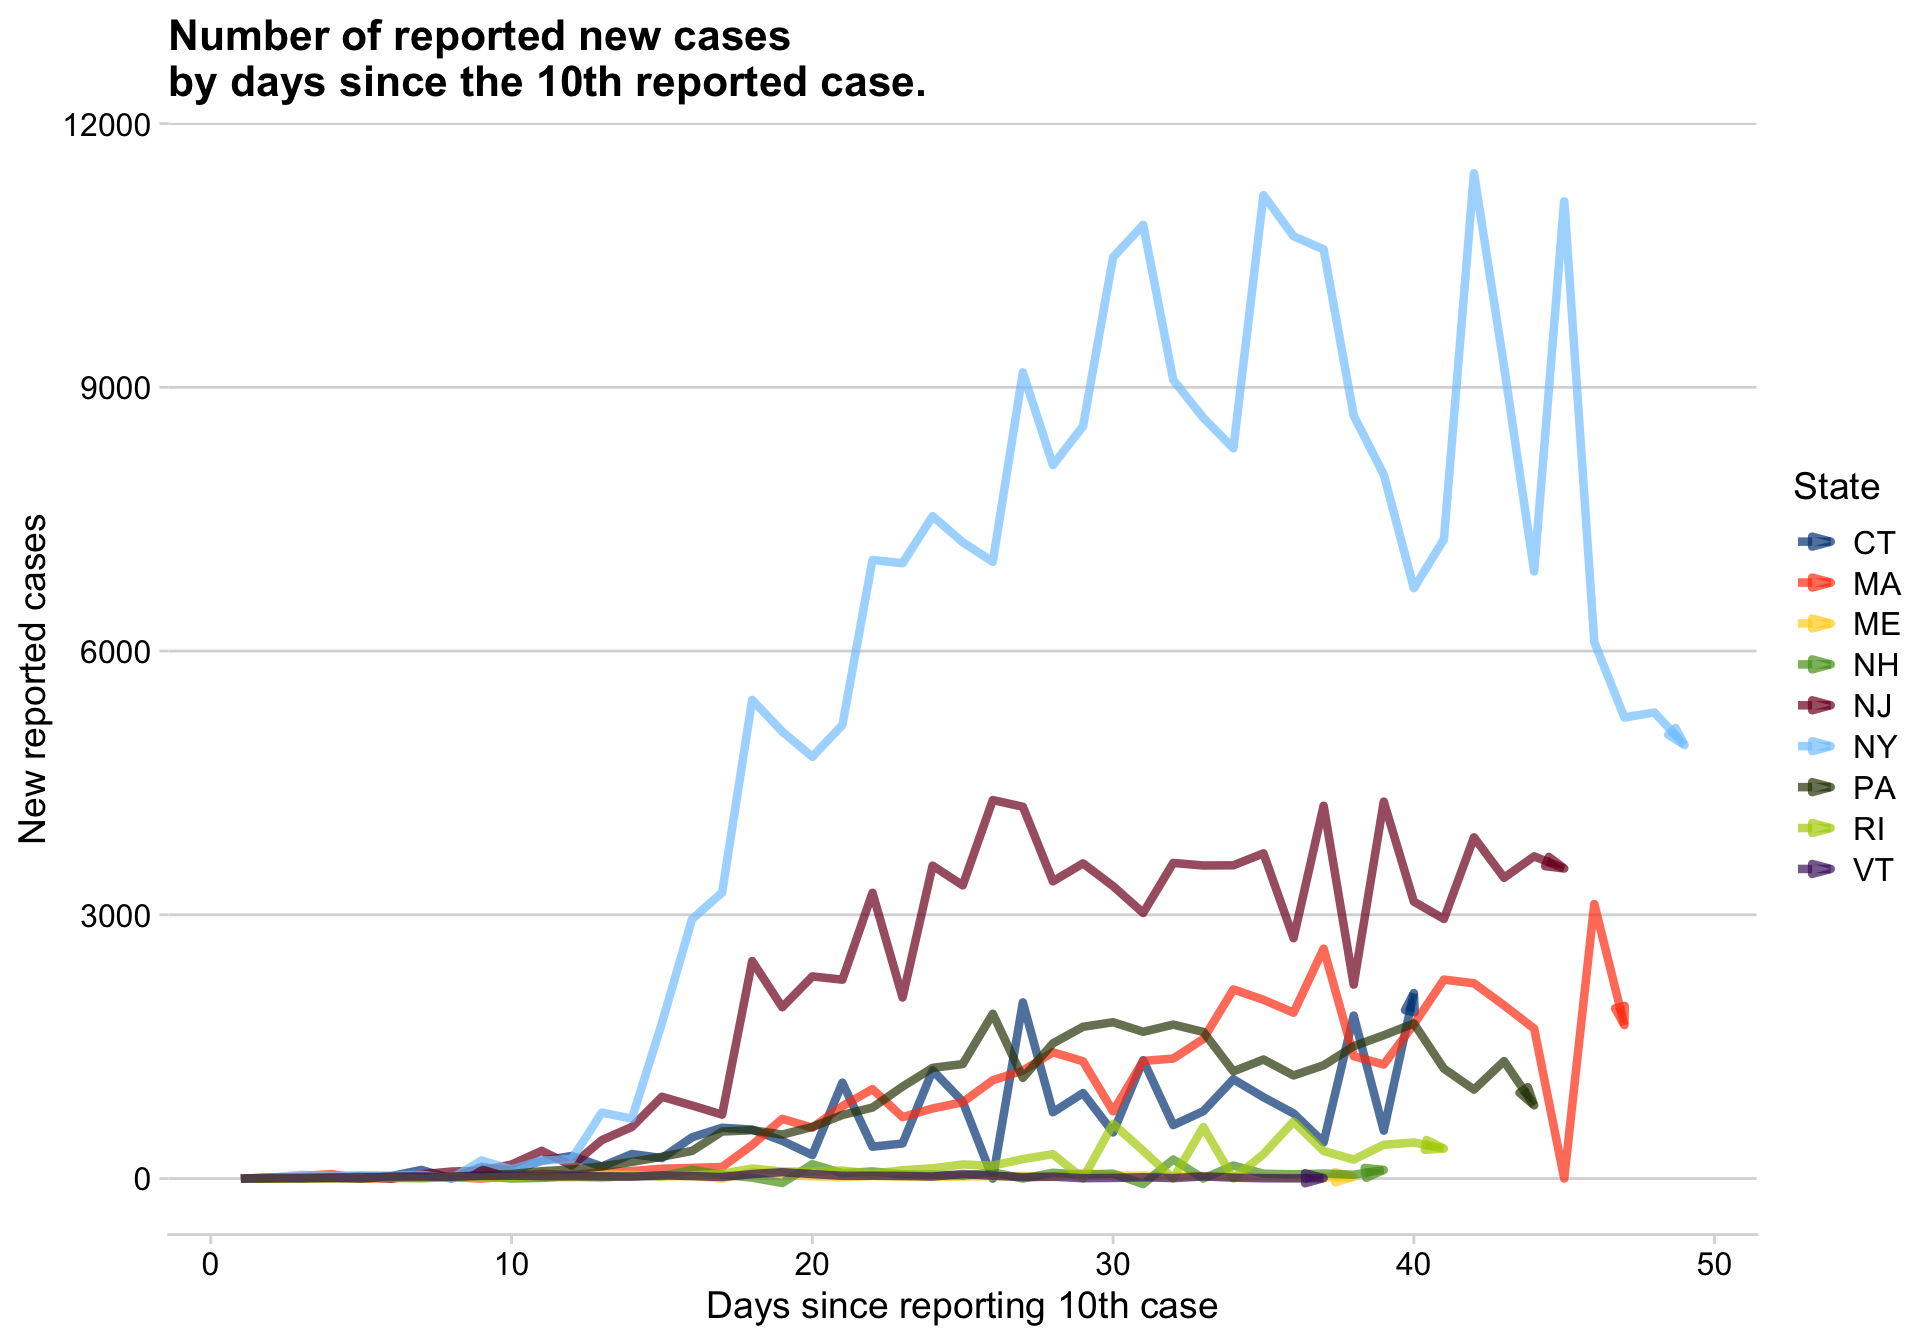 Number of reported new cases
by days since the 10th reported case.
12000
9000
6000
3000
0
New reported cases
0 10 20 30 40 50
Days since reporting 10th case
State
CT
MA
ME
NH
NJ
NY
PA
RI
VT